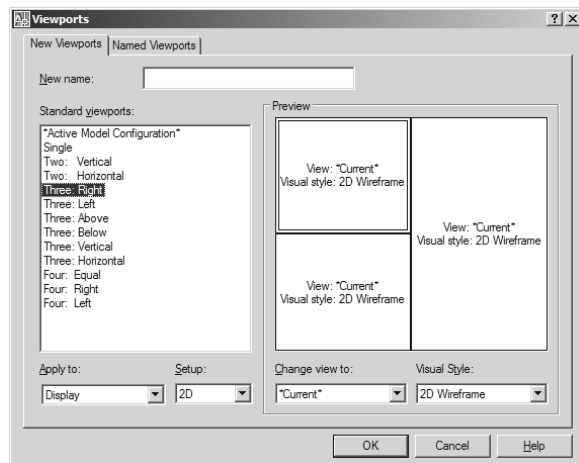 Viewports
New Viewports
Named Viewports
New name:
Standard viewports:
*Active Model Configuration*
Single
Two: Vertical
Two: Horizontal
Three: Right
Three: Left
Three: Above
Three: Below
Three: Vertical
Three: Horizontal
Four: Equal
Four: Right
Four: Left
Preview
View: *Current*
Visual style: 2D Wireframe
View: *Current*
Visual style: 2D Wireframe
View: *Current*
Visual style: 2D Wireframe
Apply to:
Setup:
Change view to:
Visual Style:
Display
2D
*Current*
2D Wireframe
OK
Cancel
Help